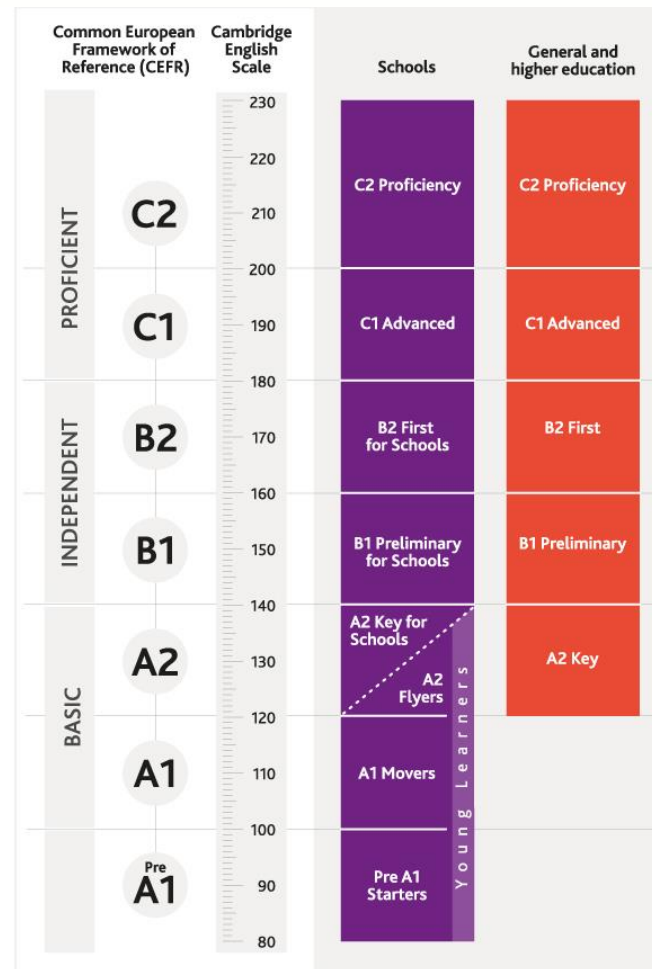 Common European
Framework of
Reference (CEFR)
Cambridge
English
Scale
Schools
General and
higher education
PROFICIENT
INDEPENDENT
BASIC
C2
C1
B2
B1
A2
A1
Pre
A1
230
220
210
200
190
180
170
160
150
140
130
120
110
100
90
80
C2 Proficiency
C1 Advanced
B2 First
for Schools
B1 Preliminary
for Schools
A2 Key for
Schools
A2
Flyers
A1 Movers
Pre A1
Starters
Young Learners
C2 Proficiency
C1 Advanced
B2 First
B1 Preliminary
A2 Key